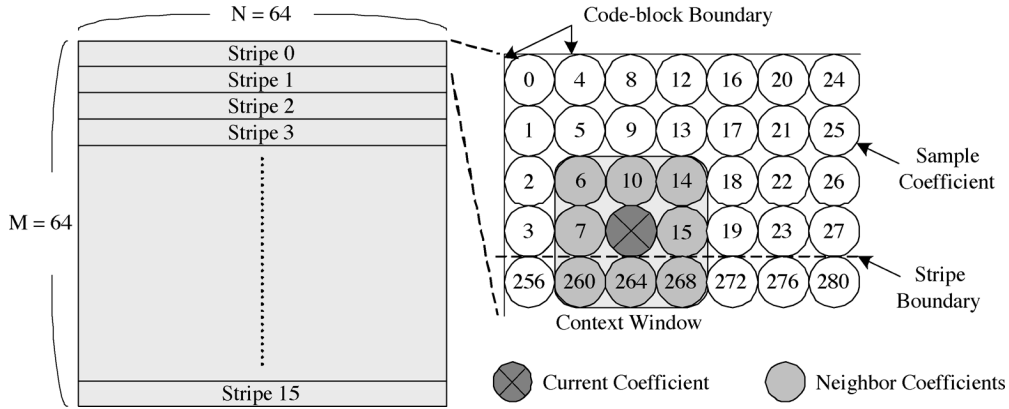 N = 64
Code-block Boundary
Stripe 0
Stripe 1
Stripe 2
Stripe 3
M = 64
Stripe 15
0 4 8 12 16 20 24
1 5 9 13 17 21 25
Sample
Coefficient
2 6 10 14 18 22 26
3 7 15 19 23 27
256 260 264 268 272 276 280
Stripe
Boundary
Context Window
Current Coefficient
Neighbor Coefficients